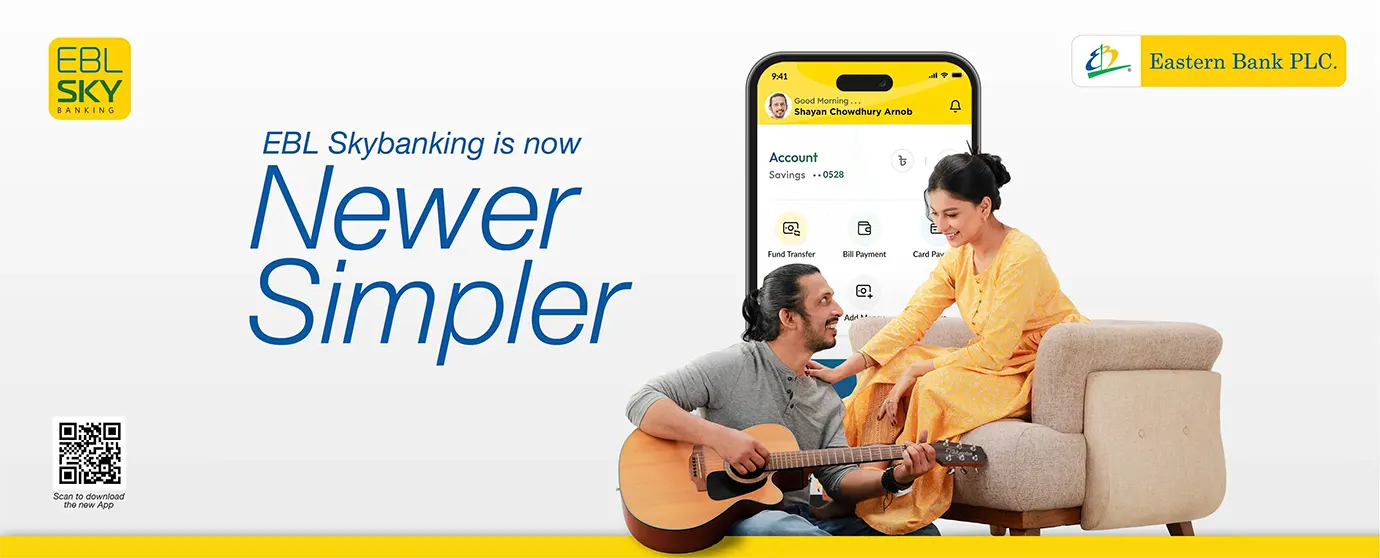 EBL
SKY
BANKING
Eastern Bank PLC.
EBL Skybanking is now
Newer
Simpler
9:41
Good Morning . . .
Shayan Chowdhury Arnob
Account
৳
Savings ••0528
Fund Transfer
Bill Payment
Scan to download
the new App